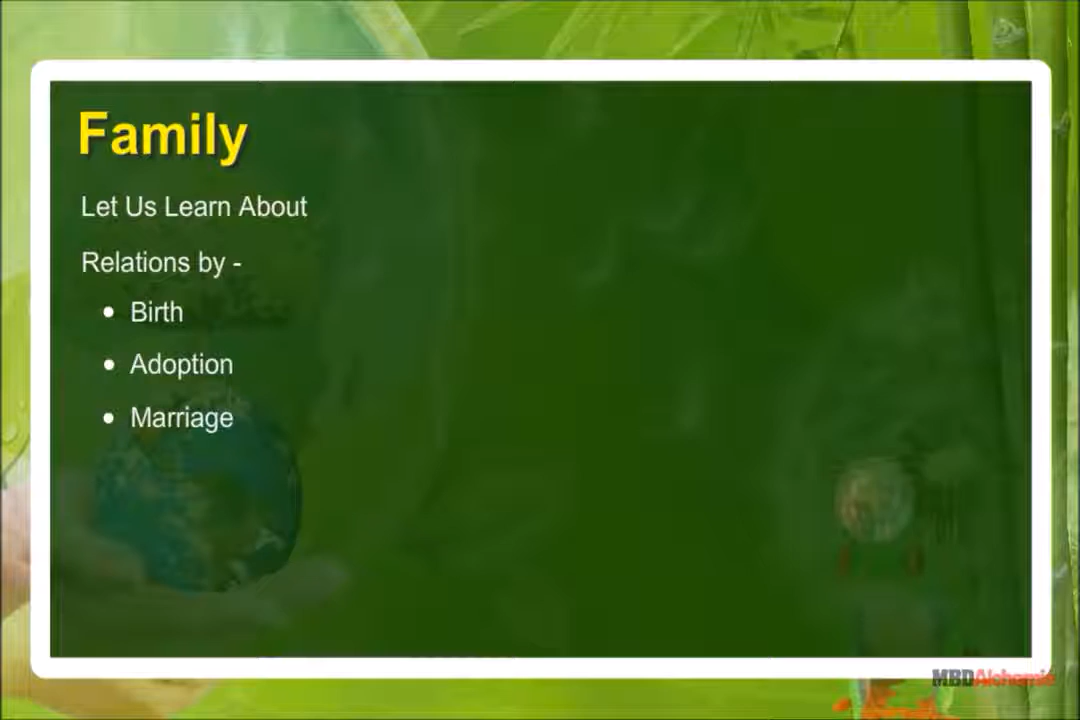 Family
Let Us Learn About
Relations by -
• Birth
• Adoption
• Marriage
MBDAlchemie